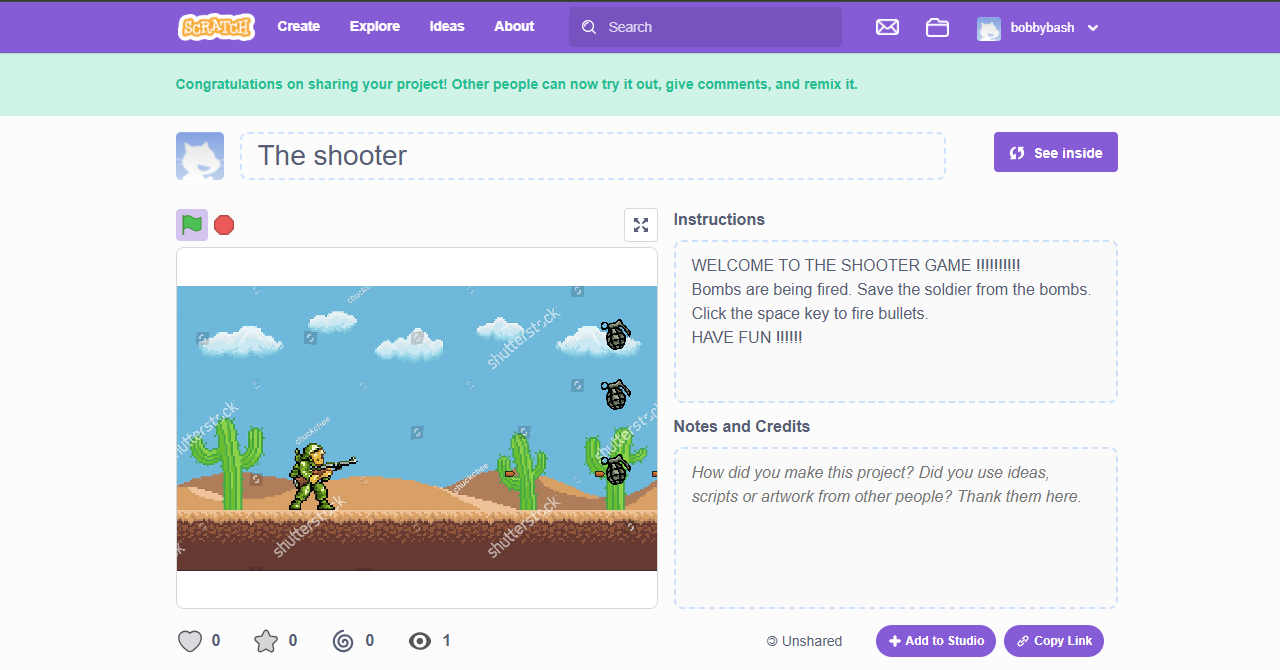 SCRATCH
Create
Explore
Ideas
About
Search
bobbybash
Congratulations on sharing your project! Other people can now try it out, give comments, and remix it.
The shooter
See inside
Instructions
WELCOME TO THE SHOOTER GAME !!!!!!!!!!
Bombs are being fired. Save the soldier from the bombs.
Click the space key to fire bullets.
HAVE FUN !!!!!!
chuckchee
shutterstock
shutterstock
shutterstock
chuckchee
chuckchee
shutterstock
shutterstock
Notes and Credits
How did you make this project? Did you use ideas,
scripts or artwork from other people? Thank them here.
0
0
0
1
Unshared
Add to Studio
Copy Link